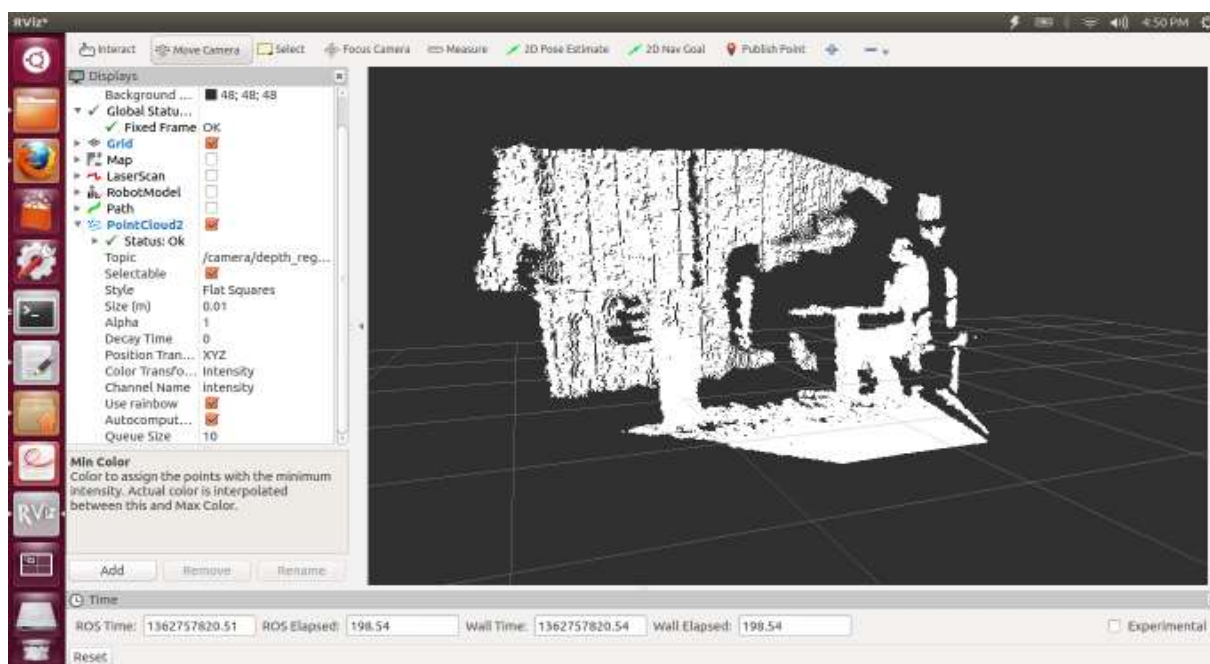 RViz*
4:50 PM
Interact Move Camera Select Focus Camera Measure 2D Pose Estimate 2D Nav Goal Publish Point
Displays
Background ... 48; 48; 48
Global Statu...
Fixed Frame OK
Grid
Map
LaserScan
RobotModel
Path
PointCloud2
Status: Ok
Topic /camera/depth_reg...
Selectable
Style Flat Squares
Size (m) 0.01
Alpha 1
Decay Time 0
Position Tran... XYZ
Color Transfo... Intensity
Channel Name intensity
Use rainbow
Autocomput...
Queue Size 10
Min Color
Color to assign the points with the minimum
intensity. Actual color is interpolated
between this and Max Color.
RViz
Add Remove Rename
Time
ROS Time: 1362757820.51 ROS Elapsed: 198.54 Wall Time: 1362757820.54 Wall Elapsed: 198.54 Experimental
Reset